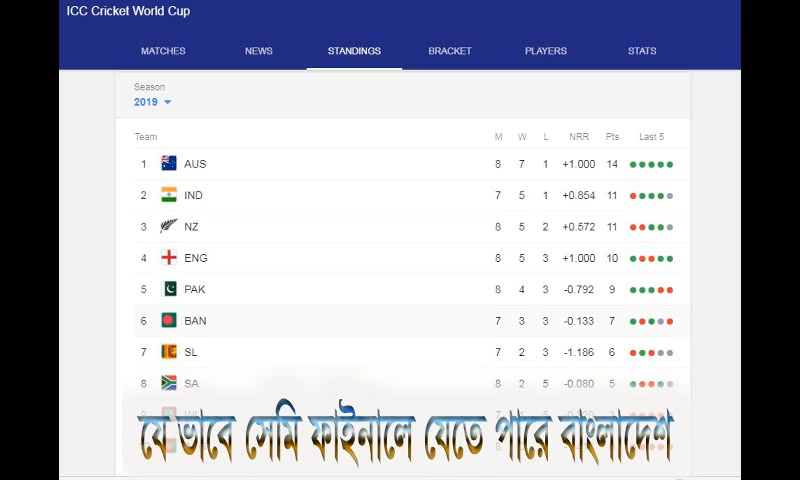 ICC Cricket World Cup
MATCHES NEWS STANDINGS BRACKET PLAYERS STATS
Season
2019
Team M W L NRR Pts Last 5
1 AUS 8 7 1 +1.000 14
2 IND 7 5 1 +0.854 11
3 NZ 8 5 2 +0.572 11
4 ENG 8 5 3 +1.000 10
5 PAK 8 4 3 -0.792 9
6 BAN 7 3 3 -0.133 7
7 SL 7 2 3 -1.186 6
8 SA 8 2 5 -0.080 5
যে ভাবে সেমি ফাইনালে যেতে পারে বাংলাদেশ